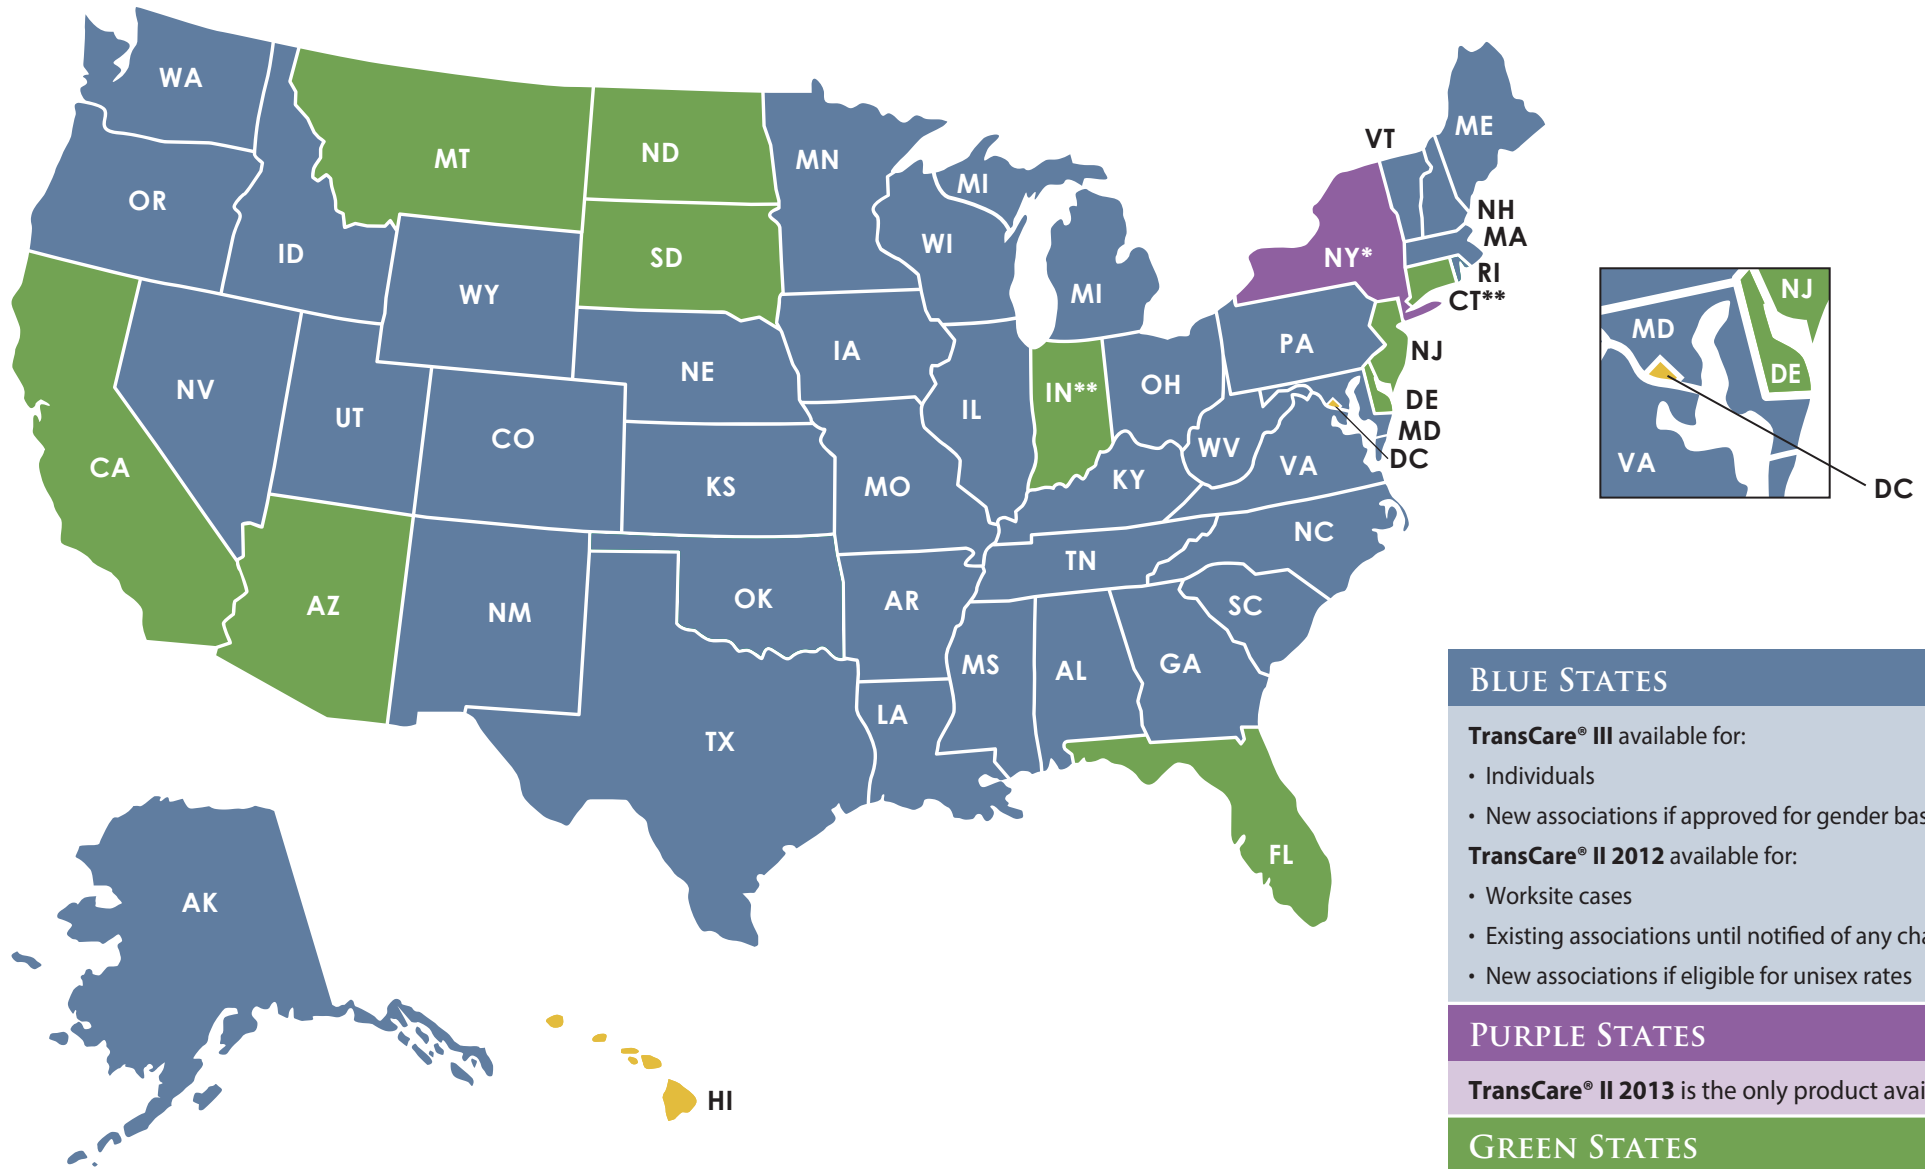 WA
MT
ND
MN
VT
ME
OR
MI
NH
MA
ID
SD
WI
NY*
RI
WY
MI
CT**
NJ
MD
IA
PA
NJ
NV
NE
IN**
OH
DE
DE
UT
CO
IL
MD
CA
KS
MO
KY
WV
VA
DC
VA
DC
NC
TN
AZ
NM
OK
AR
SC
MS
AL
GA
LA
TX
FL
AK
HI
BLUE STATES
TransCare® III available for:
• Individuals
• New associations if approved for gender bas
TransCare® II 2012 available for:
• Worksite cases
• Existing associations until notified of any cha
• New associations if eligible for unisex rates
PURPLE STATES
TransCare® II 2013 is the only product avai
GREEN STATES